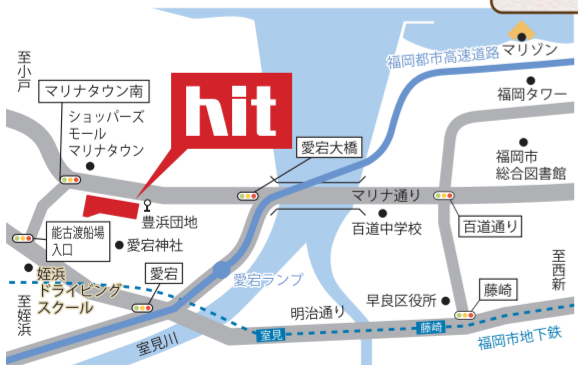 マリゾン
福岡都市高速道路
至小戸
福岡タワー
マリナタウン南
hit
ショッパーズ
モール
マリナタウン
愛宕大橋
福岡市
総合図書館
マリナ通り
豊浜団地
百道中学校
百道通り
能古渡船場
入口
愛宕神社
姪浜
ドライビング
スクール
愛宕
愛宕ランプ
至西新
至姪浜
早良区役所
藤崎
明治通り
室見川
室見
藤崎
福岡市地下鉄